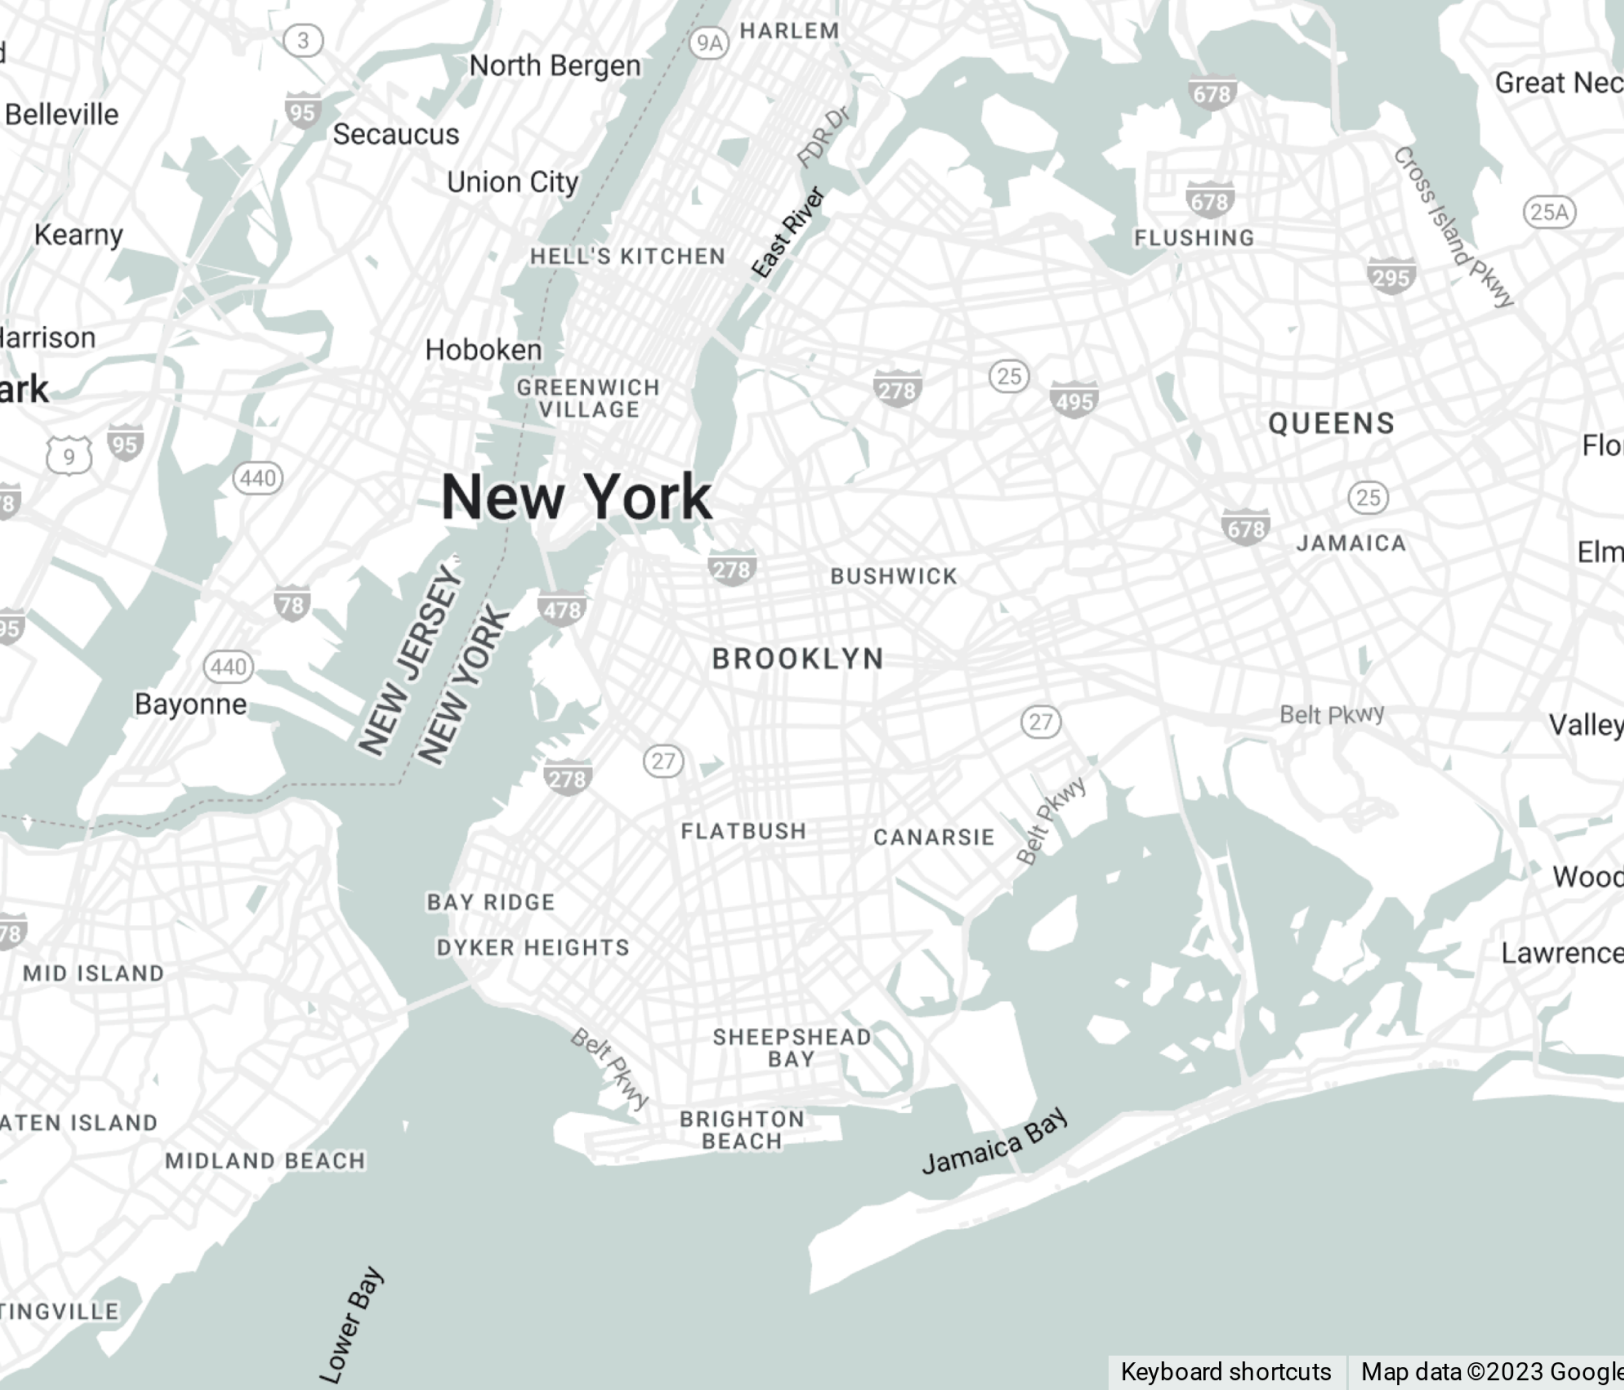 HARLEM
3
9A
North Bergen
Great Nec
95
678
Belleville
Secaucus
FDR Dr
Union City
Cross Island Pkwy
678
25A
Kearny
East River
FLUSHING
HELL'S KITCHEN
295
Harrison
Hoboken
ark
GREENWICH
VILLAGE
278
25
495
QUEENS
9
95
Flo
440
New York
78
25
678
JAMAICA
Elm
278
BUSHWICK
78
478
95
NEW JERSEY
NEW YORK
440
BROOKLYN
Bayonne
Belt Pkwy
27
Valley
27
278
Belt Pkwy
FLATBUSH
CANARSIE
Wood
BAY RIDGE
78
DYKER HEIGHTS
Lawrence
MID ISLAND
SHEEPSHEAD
BAY
Belt Pkwy
ATEN ISLAND
BRIGHTON
BEACH
Jamaica Bay
MIDLAND BEACH
TINGVILLE
Lower Bay
Keyboard shortcuts
Map data ©2023 Google